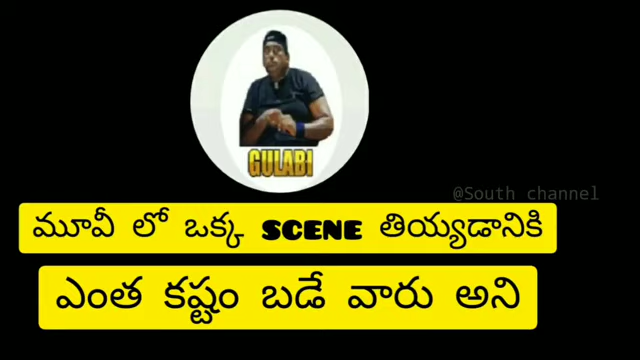 GULABI
@South channel
మూవీ లో ఒక్క SCENE తియ్యడానికి
ఎంత కష్టం బడే వారు అని